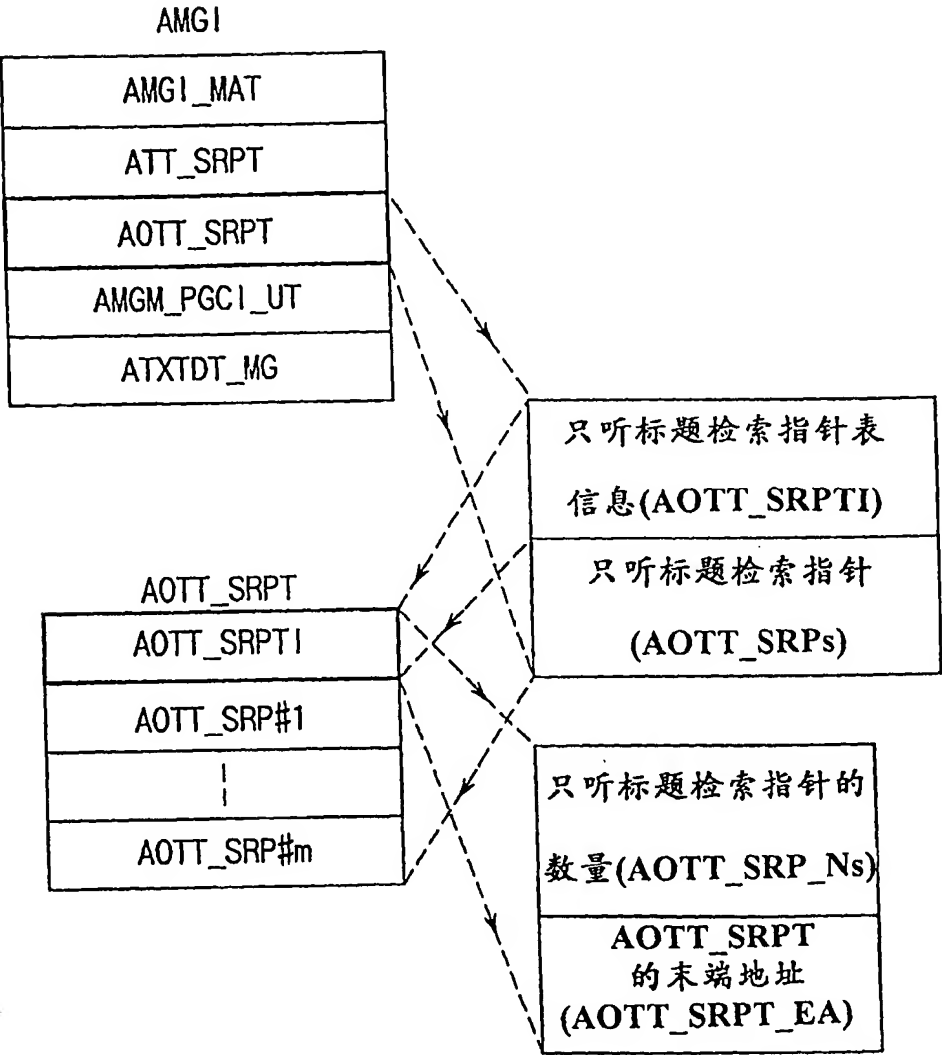 AMGI
AMGI_MAT
ATT_SRPT
AOTT_SRPT
AMGM_PGCI_UT
ATXTDT_MG
只听标题检索指针表
信息(AOTT_SRPTI)
只听标题检索指针
(AOTT_SRPs)
AOTT_SRPT
AOTT_SRPTI
AOTT_SRP#1
AOTT_SRP#m
只听标题检索指针的
数量(AOTT_SRP_Ns)
AOTT_SRPT
的末端地址
(AOTT_SRPT_EA)